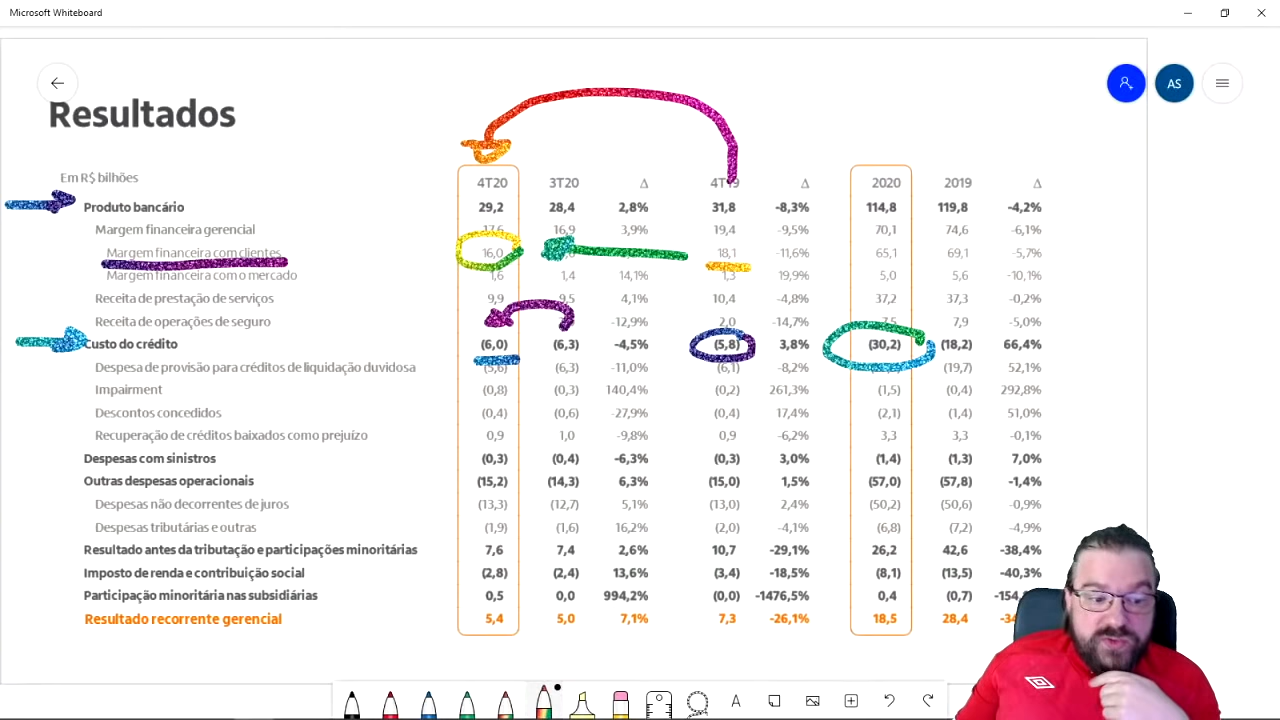 Microsoft Whiteboard
AS
Resultados
Em R$ bilhões 4T20 3T20 Δ 4T19 Δ 2020 2019 Δ
Produto bancário 29,2 28,4 2,8% 31,8 -8,3% 114,8 119,8 -4,2%
Margem financeira gerencial 17,6 16,9 3,9% 19,4 -9,5% 70,1 74,6 -6,1%
Margem financeira com clientes 16,0 18,1 -11,6% 65,1 69,1 -5,7%
Margem financeira com o mercado 1,6 1,4 14,1% 1,3 19,9% 5,0 5,6 -10,1%
Receita de prestação de serviços 9,9 9,5 4,1% 10,4 -4,8% 37,2 37,3 -0,2%
Receita de operações de seguro -12,9% 2,0 -14,7% 7,5 7,9 -5,0%
Custo do crédito (6,0) (6,3) -4,5% (5,8) 3,8% (30,2) (18,2) 66,4%
Despesa de provisão para créditos de liquidação duvidosa (5,6) (6,3) -11,0% (6,1) -8,2% (19,7) 52,1%
Impairment (0,8) (0,3) 140,4% (0,2) 261,3% (1,5) (0,4) 292,8%
Descontos concedidos (0,4) (0,6) -27,9% (0,4) 17,4% (2,1) (1,4) 51,0%
Recuperação de créditos baixados como prejuízo 0,9 1,0 -9,8% 0,9 -6,2% 3,3 3,3 -0,1%
Despesas com sinistros (0,3) (0,4) -6,3% (0,3) 3,0% (1,4) (1,3) 7,0%
Outras despesas operacionais (15,2) (14,3) 6,3% (15,0) 1,5% (57,0) (57,8) -1,4%
Despesas não decorrentes de juros (13,3) (12,7) 5,1% (13,0) 2,4% (50,2) (50,6) -0,9%
Despesas tributárias e outras (1,9) (1,6) 16,2% (2,0) -4,1% (6,8) (7,2) -4,9%
Resultado antes da tributação e participações minoritárias 7,6 7,4 2,6% 10,7 -29,1% 26,2 42,6 -38,4%
Imposto de renda e contribuição social (2,8) (2,4) 13,6% (3,4) -18,5% (8,1) (13,5) -40,3%
Participação minoritária nas subsidiárias 0,5 0,0 994,2% (0,0) -1476,5% 0,4 (0,7)
Resultado recorrente gerencial 5,4 5,0 7,1% 7,3 -26,1% 18,5 28,4